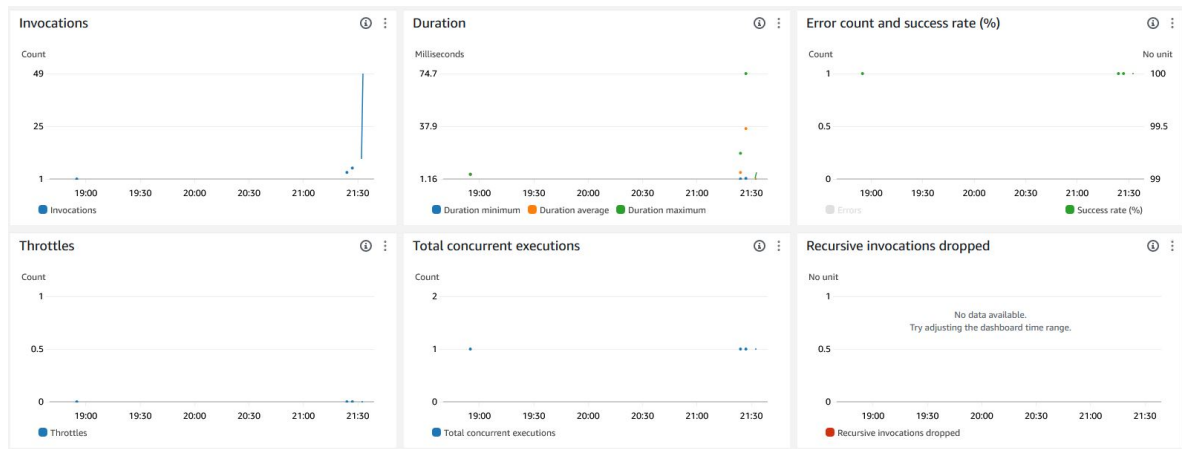 Invocations
Count
49
25
1
19:00 19:30 20:00 20:30 21:00 21:30
Invocations
Duration
Milliseconds
74.7
37.9
1.16
19:00 19:30 20:00 20:30 21:00 21:30
Duration minimum Duration average Duration maximum
Error count and success rate (%)
Count No unit
1 100
0.5 99.5
0 99
19:00 19:30 20:00 20:30 21:00 21:30
Errors Success rate (%)
Throttles
Count
1
0.5
0
19:00 19:30 20:00 20:30 21:00 21:30
Throttles
Total concurrent executions
Count
2
1
0
19:00 19:30 20:00 20:30 21:00 21:30
Total concurrent executions
Recursive invocations dropped
No unit
1
No data available.
Try adjusting the dashboard time range.
0.5
0
19:00 19:30 20:00 20:30 21:00 21:30
Recursive invocations dropped